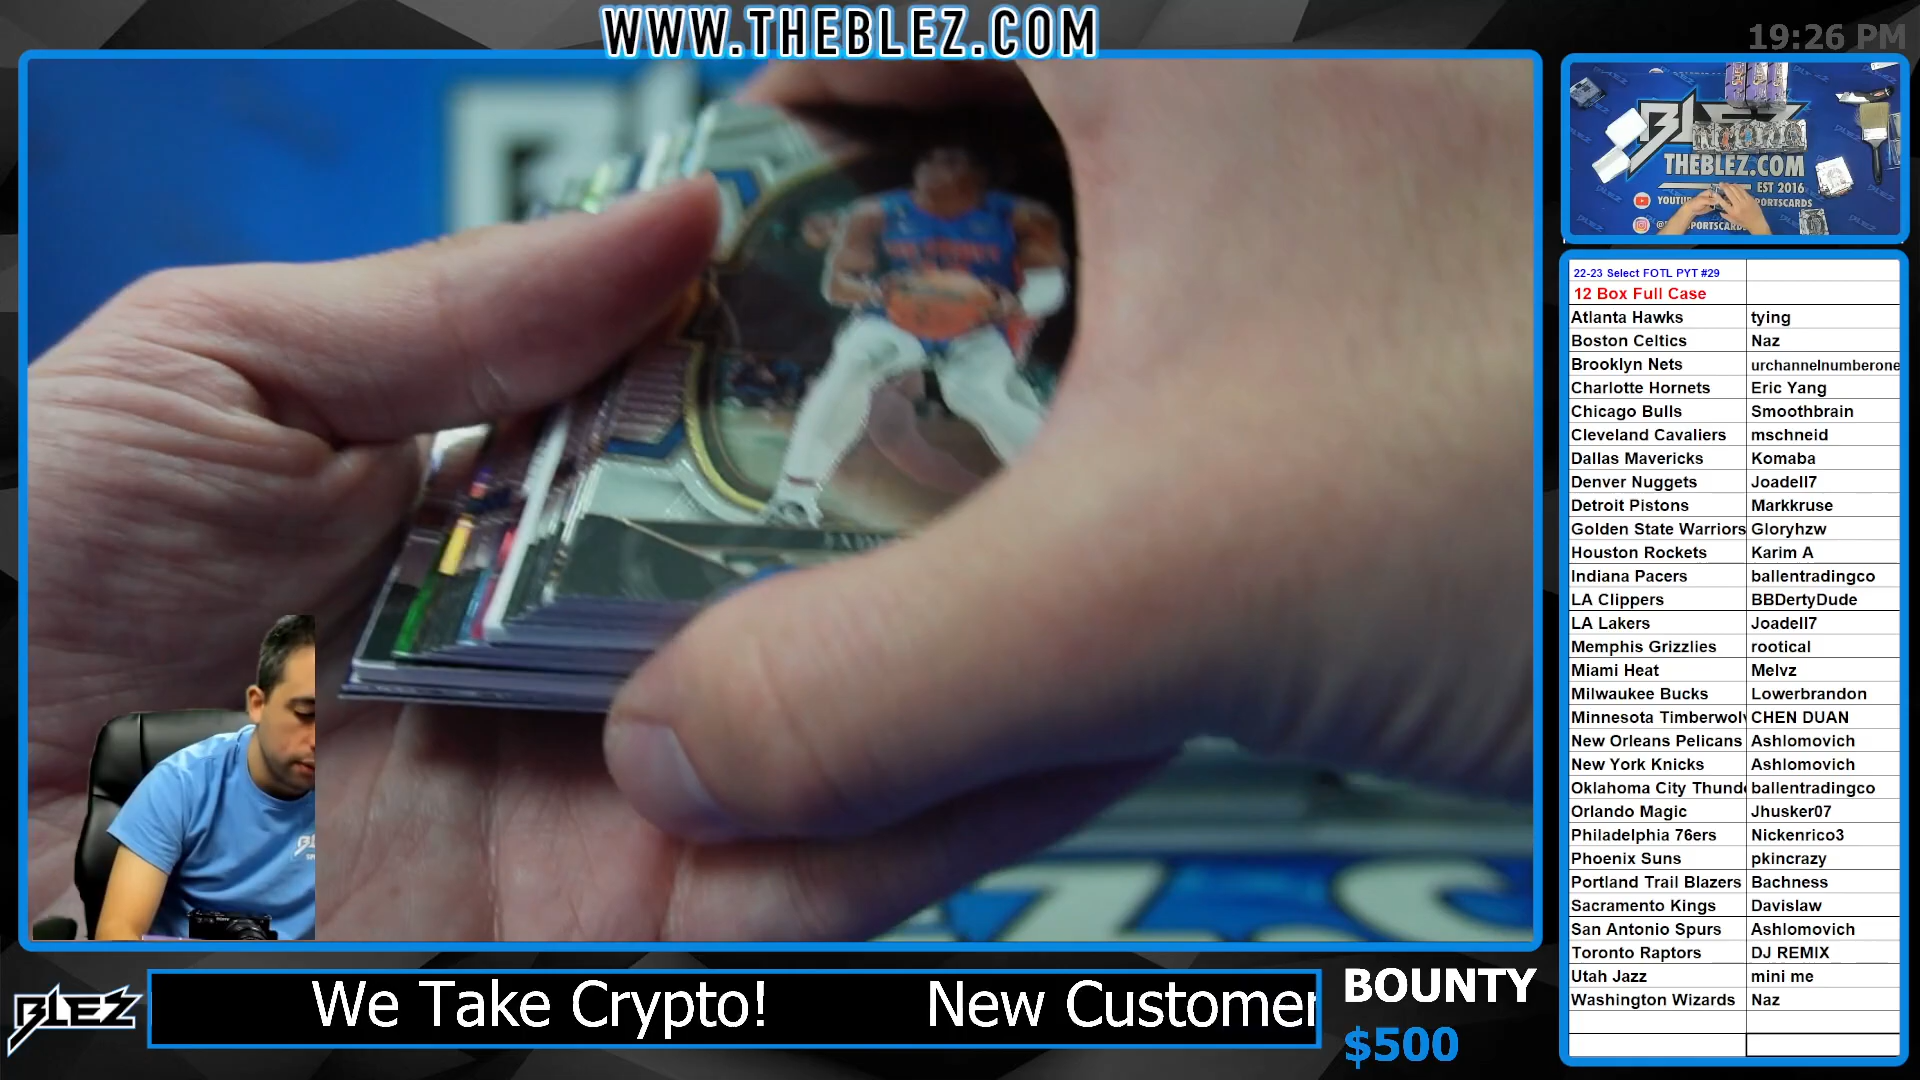 WWW.THEBLEZ.COM
19:26 PM
THEBLEZ.COM
EST 2016
22-23 Select FOTL PYT #29
12 Box Full Case
Atlanta Hawks tying
Boston Celtics Naz
Brooklyn Nets urchannelnumberone
Charlotte Hornets Eric Yang
Chicago Bulls Smoothbrain
Cleveland Cavaliers mschneid
Dallas Mavericks Komaba
Denver Nuggets Joadell7
Detroit Pistons Markkruse
Golden State Warriors Gloryhzw
Houston Rockets Karim A
Indiana Pacers ballentradingco
LA Clippers BBDertyDude
LA Lakers Joadell7
Memphis Grizzlies rootical
Miami Heat Melvz
Milwaukee Bucks Lowerbrandon
Minnesota Timberwolv CHEN DUAN
New Orleans Pelicans Ashlomovich
New York Knicks Ashlomovich
Oklahoma City Thund ballentradingco
Orlando Magic Jhusker07
Philadelphia 76ers Nickenrico3
Phoenix Suns pkincrazy
Portland Trail Blazers Bachness
Sacramento Kings Davislaw
San Antonio Spurs Ashlomovich
Toronto Raptors DJ REMIX
Utah Jazz mini me
Washington Wizards Naz
BLEZ
We Take Crypto! New Customer
BOUNTY
$500